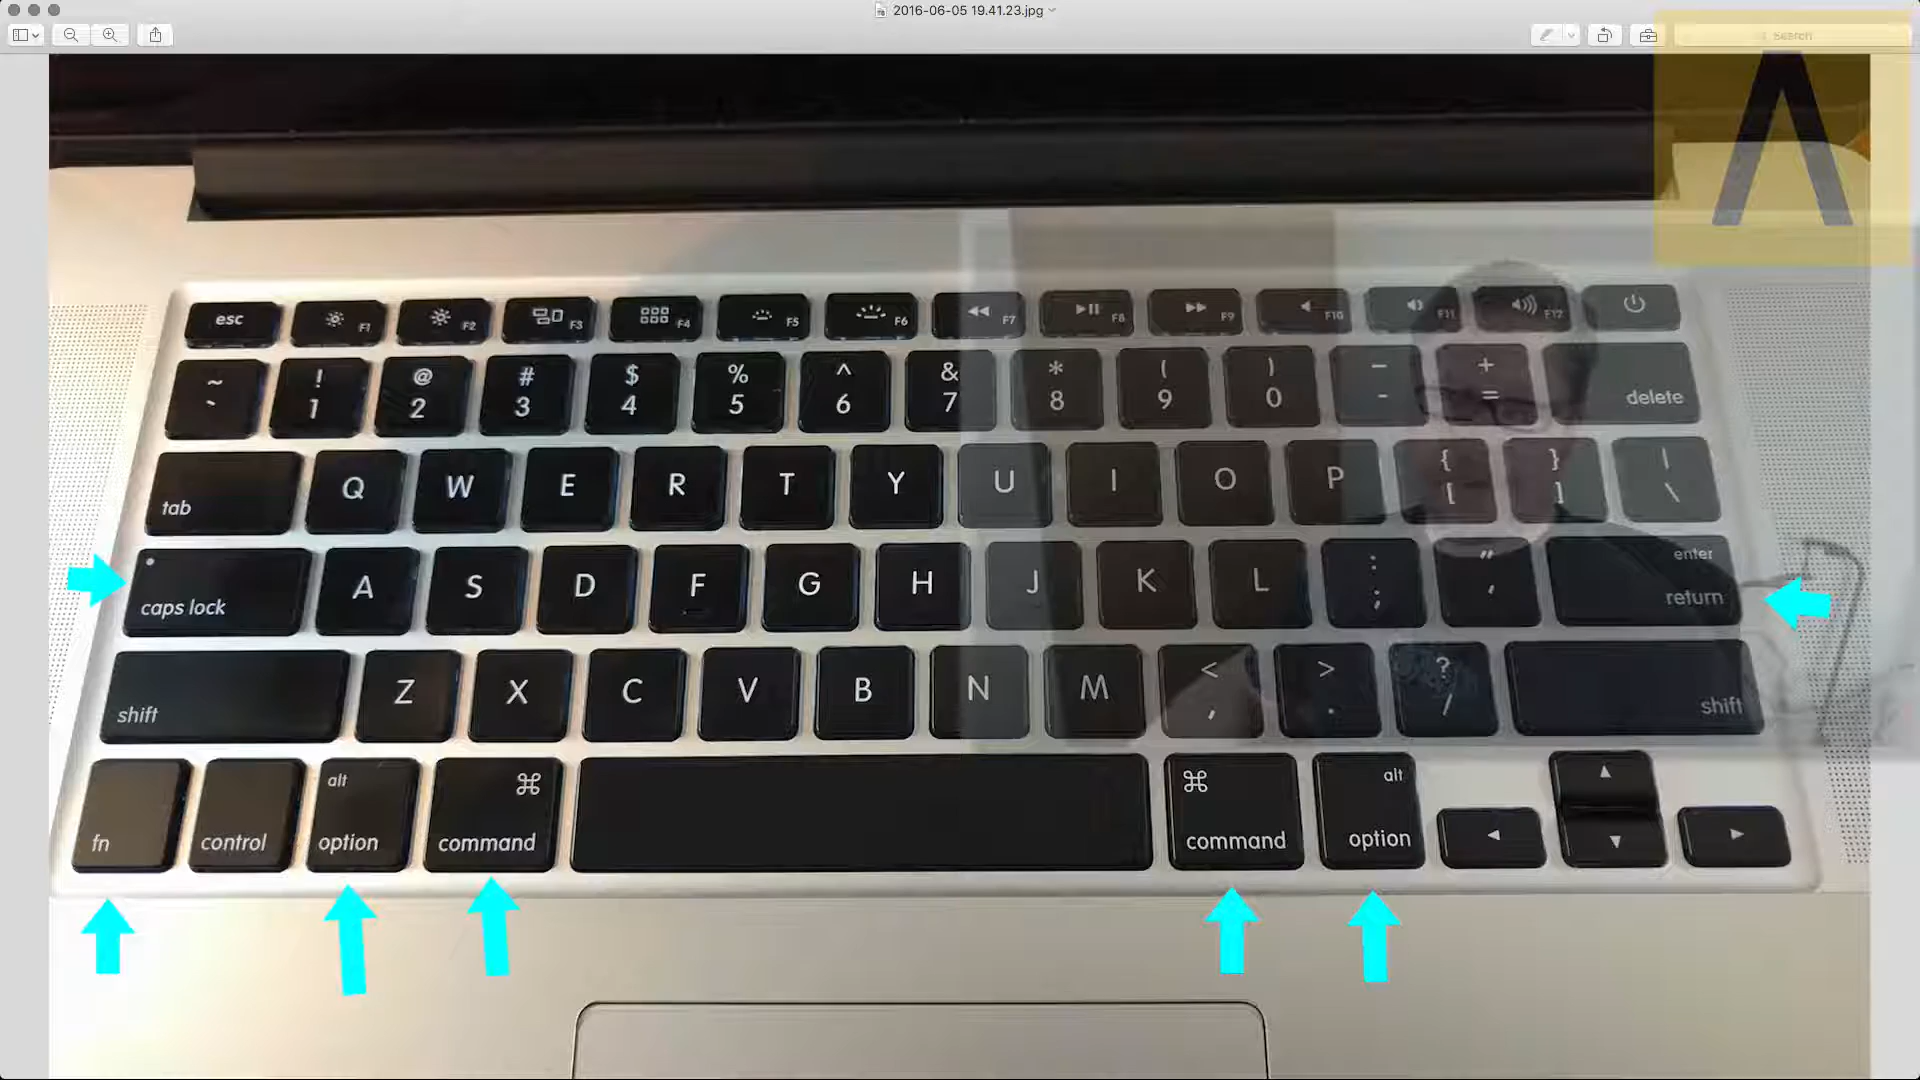 2016-06-05 19.41.23.jpg
Search
esc F1 F2 F3 F4 F5 F6 F7 F8 F9 F10 F11 F12
~ ! @ # $ % ^ & * ( ) − +
` 1 2 3 4 5 6 7 8 9 0 - = delete
{ } |
tab Q W E R T Y U I O P [ ] \
enter
caps lock A S D F G H J K L : ; " ' return
< > ?
shift Z X C V B N M , . / shift
alt ⌘ ⌘ alt
fn control option command command option